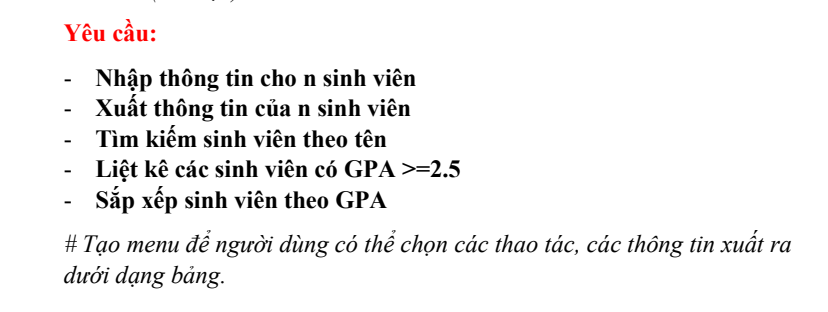 Yêu cầu:
- Nhập thông tin cho n sinh viên
- Xuất thông tin của n sinh viên
- Tìm kiếm sinh viên theo tên
- Liệt kê các sinh viên có GPA >=2.5
- Sắp xếp sinh viên theo GPA
# Tạo menu để người dùng có thể chọn các thao tác, các thông tin xuất ra
dưới dạng bảng.